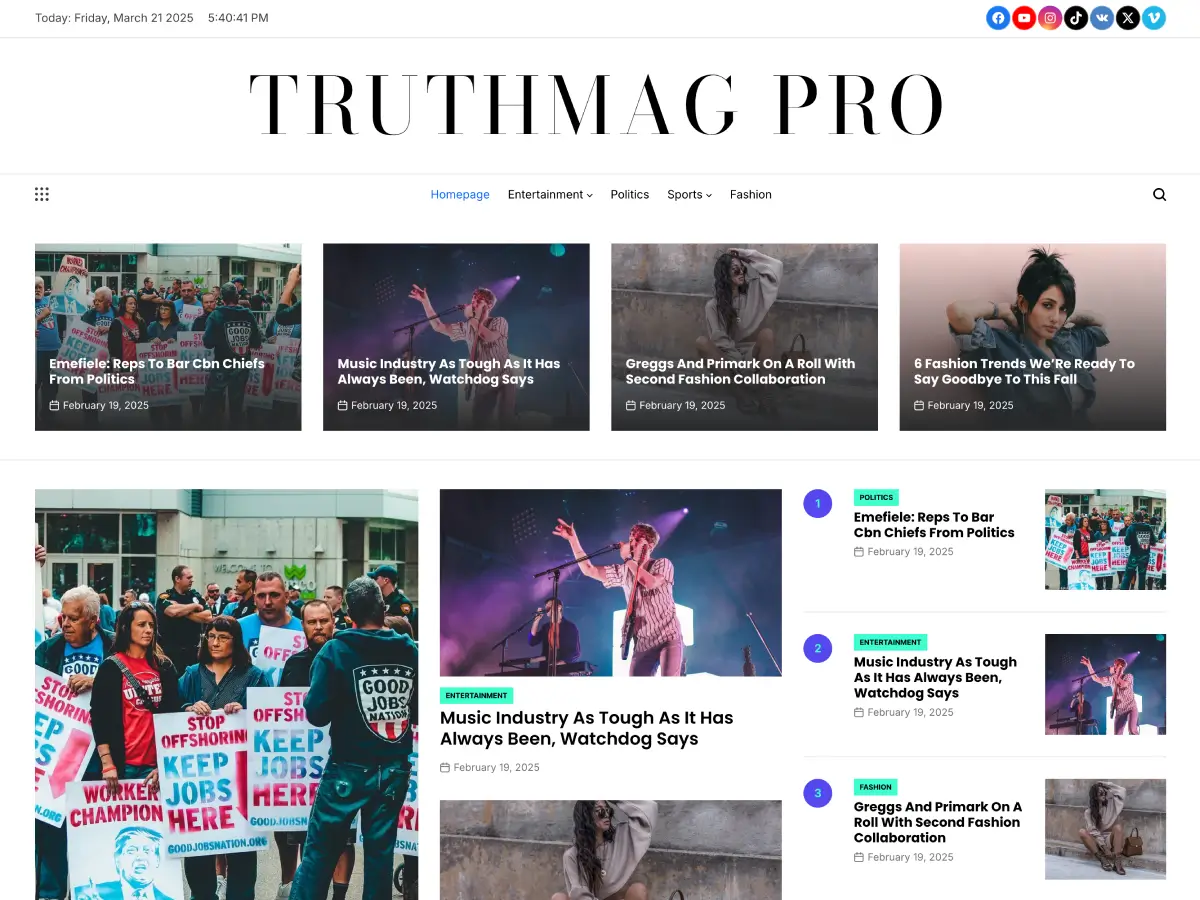 Today: Friday, March 21 2025 5:40:41 PM
TRUTHMAG PRO
Homepage Entertainment Politics Sports Fashion
WORKER
CHAMPION
GOOD
JOBS
Emefiele: Reps To Bar Cbn Chiefs
From Politics
February 19, 2025
Music Industry As Tough As It Has
Always Been, Watchdog Says
February 19, 2025
Greggs And Primark On A Roll With
Second Fashion Collaboration
February 19, 2025
6 Fashion Trends We'Re Ready To
Say Goodbye To This Fall
February 19, 2025
WELCOME TO
GOOD
JOBS
NATION
STOP
OFFSHORING
KEEP
JOBS
HERE
GOODJOBSNATION.ORG
WORKER
CHAMPION
ENTERTAINMENT
Music Industry As Tough As It Has
Always Been, Watchdog Says
February 19, 2025
1
POLITICS
Emefiele: Reps To Bar
Cbn Chiefs From Politics
February 19, 2025
2
ENTERTAINMENT
Music Industry As Tough
As It Has Always Been,
Watchdog Says
February 19, 2025
3
FASHION
Greggs And Primark On A
Roll With Second Fashion
Collaboration
February 19, 2025